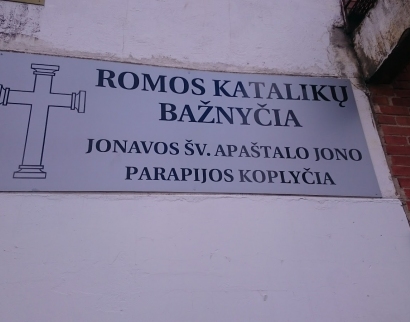 ROMOS KATALIKŲ
BAŽNYČIA
JONAVOS ŠV. APAŠTALO JONO
PARAPIJOS KOPLYČIA